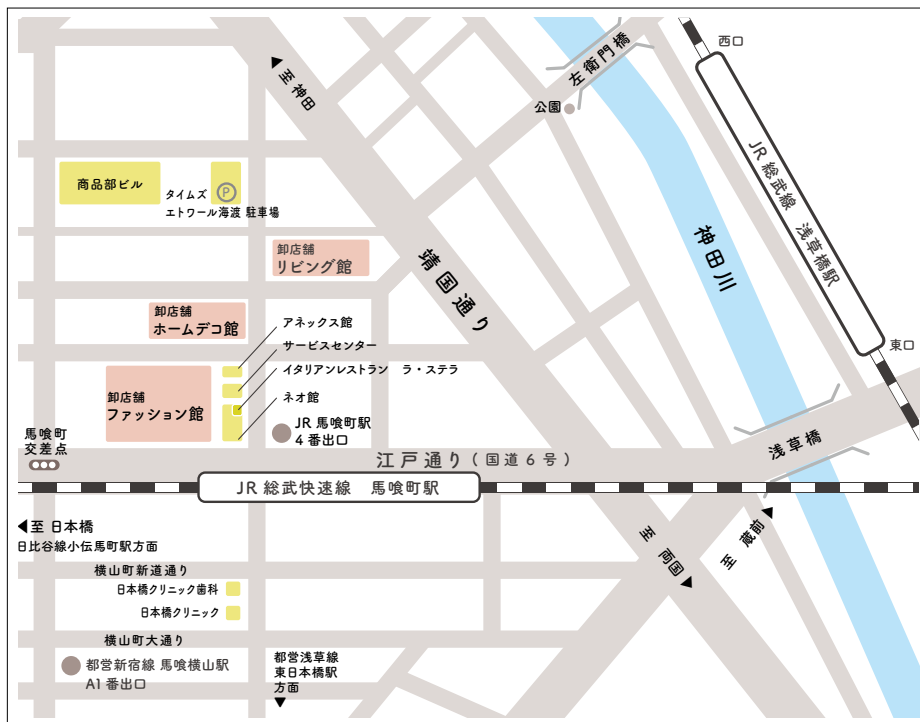 西口
左衛門橋
至 神田
公園
JR 総武線 浅草橋駅
商品部ビル
タイムズ
P
エトワール海渡 駐車場
神田川
卸店舗
リビング館
靖国通り
卸店舗
ホームデコ館
アネックス館
サービスセンター
イタリアンレストラン ラ・ステラ
東口
卸店舗
ファッション館
ネオ館
JR 馬喰町駅
4 番出口
馬喰町
交差点
浅草橋
江戸通り(国道6号)
JR 総武快速線 馬喰町駅
◀至 日本橋
日比谷線小伝馬町駅方面
至 両国
至 蔵前
横山町新道通り
日本橋クリニック歯科
日本橋クリニック
横山町大通り
都営新宿線 馬喰横山駅
A1 番出口
都営浅草線
東日本橋駅
方面